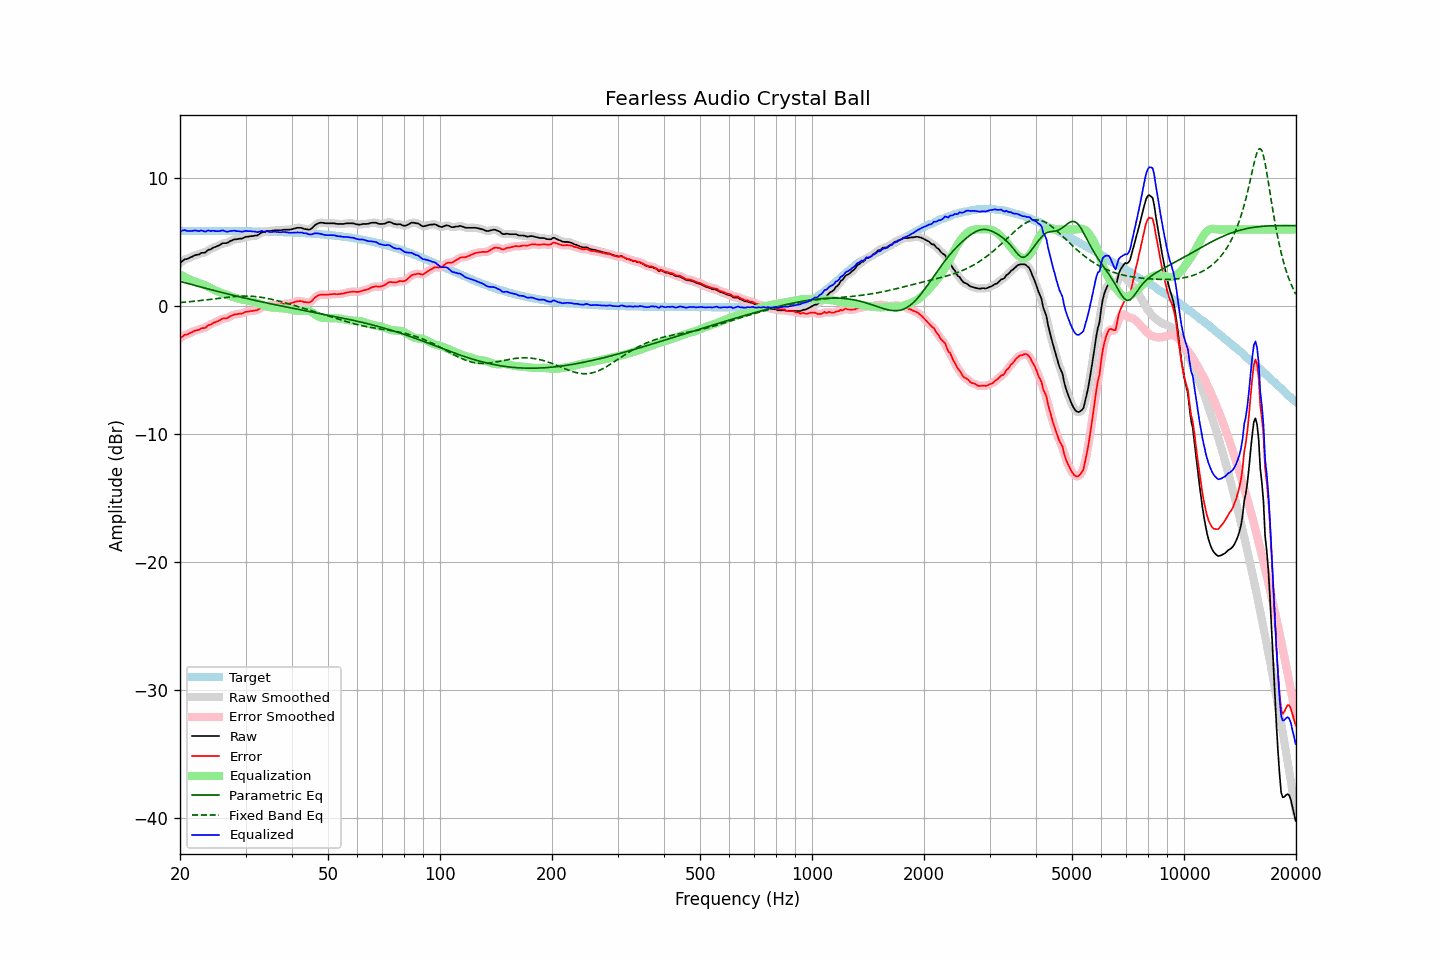 Fearless Audio Crystal Ball
Amplitude (dBr)
10
0
−10
−20
−30
−40
Target
Raw Smoothed
Error Smoothed
Raw
Error
Equalization
Parametric Eq
Fixed Band Eq
Equalized
20 50 100 200 500 1000 2000 5000 10000 20000
Frequency (Hz)